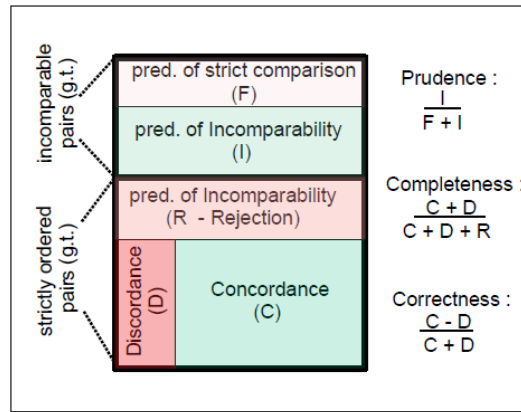 incomparable
pairs (g.t.)
pred. of strict comparison
(F)
pred. of Incomparability
(I)
strictly ordered
pairs (g.t.)
pred. of Incomparability
(R - Rejection)
Discordance
(D)
Concordance
(C)
Prudence :
I
F + I
Completeness :
C + D
C + D + R
Correctness :
C - D
C + D